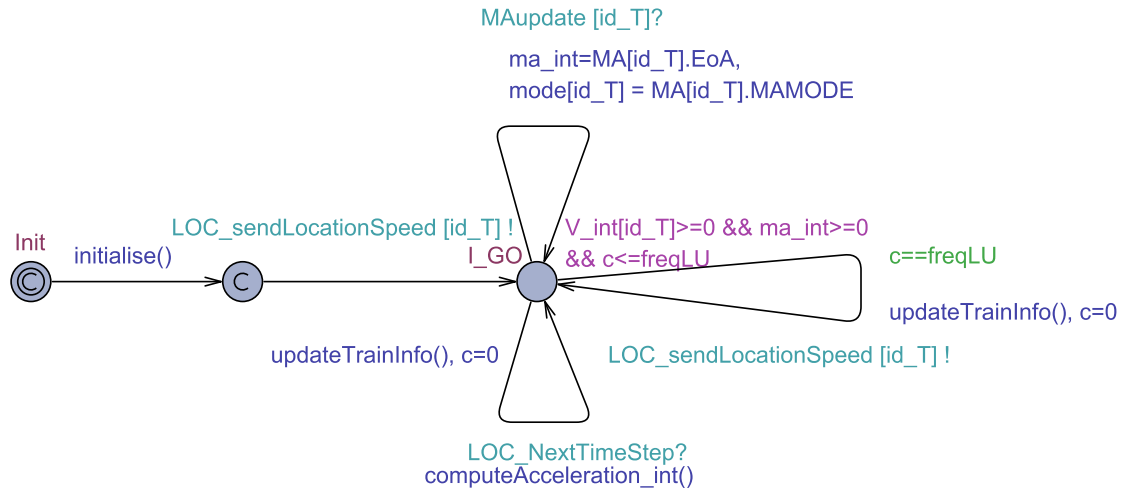 MAupdate [id_T]?
ma_int=MA[id_T].EoA,
mode[id_T] = MA[id_T].MAMODE
LOC_sendLocationSpeed [id_T] !
V_int[id_T]>=0 && ma_int>=0
&& c<=freqLU
Init
initialise()
I_GO
c==freqLU
C
C
updateTrainInfo(), c=0
updateTrainInfo(), c=0
LOC_sendLocationSpeed [id_T] !
LOC_NextTimeStep?
computeAcceleration_int()